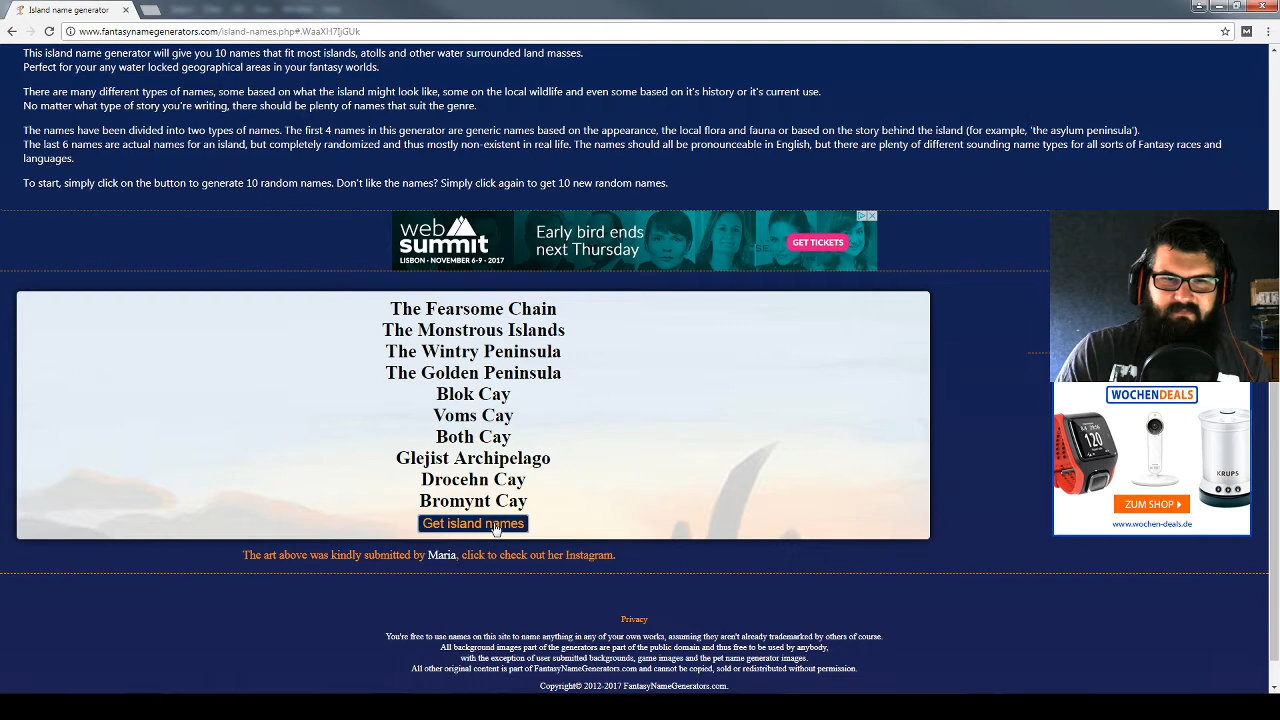 Island name generator
www.fantasynamegenerators.com/island-names.php#.WaaXH7IjGUk
This island name generator will give you 10 names that fit most islands, atolls and other water surrounded land masses.
Perfect for your any water locked geographical areas in your fantasy worlds.
There are many different types of names, some based on what the island might look like, some on the local wildlife and even some based on it's history or it's current use.
No matter what type of story you're writing, there should be plenty of names that suit the genre.
The names have been divided into two types of names. The first 4 names in this generator are generic names based on the appearance, the local flora and fauna or based on the story behind the island (for example, 'the asylum peninsula').
The last 6 names are actual names for an island, but completely randomized and thus mostly non-existent in real life. The names should all be pronounceable in English, but there are plenty of different sounding name types for all sorts of Fantasy races and
languages.
To start, simply click on the button to generate 10 random names. Don't like the names? Simply click again to get 10 new random names.
web
summit
LISBON • NOVEMBER 6-9 • 2017
Early bird ends
next Thursday
GET TICKETS
The Fearsome Chain
The Monstrous Islands
The Wintry Peninsula
The Golden Peninsula
Blok Cay
Voms Cay
Both Cay
Glejist Archipelago
Drocehn Cay
Bromynt Cay
Get island names
The art above was kindly submitted by Maria, click to check out her Instagram.
WOCHENDEALS
120
KRUPS
ZUM SHOP
www.wochen-deals.de
Privacy
You're free to use names on this site to name anything in any of your own works, assuming they aren't already trademarked by others of course.
All background images part of the generators are part of the public domain and thus free to be used by anybody,
with the exception of user submitted backgrounds, game images and the pet name generator images.
All other original content is part of FantasyNameGenerators.com and cannot be copied, sold or redistributed without permission.
Copyright© 2012-2017 FantasyNameGenerators.com.